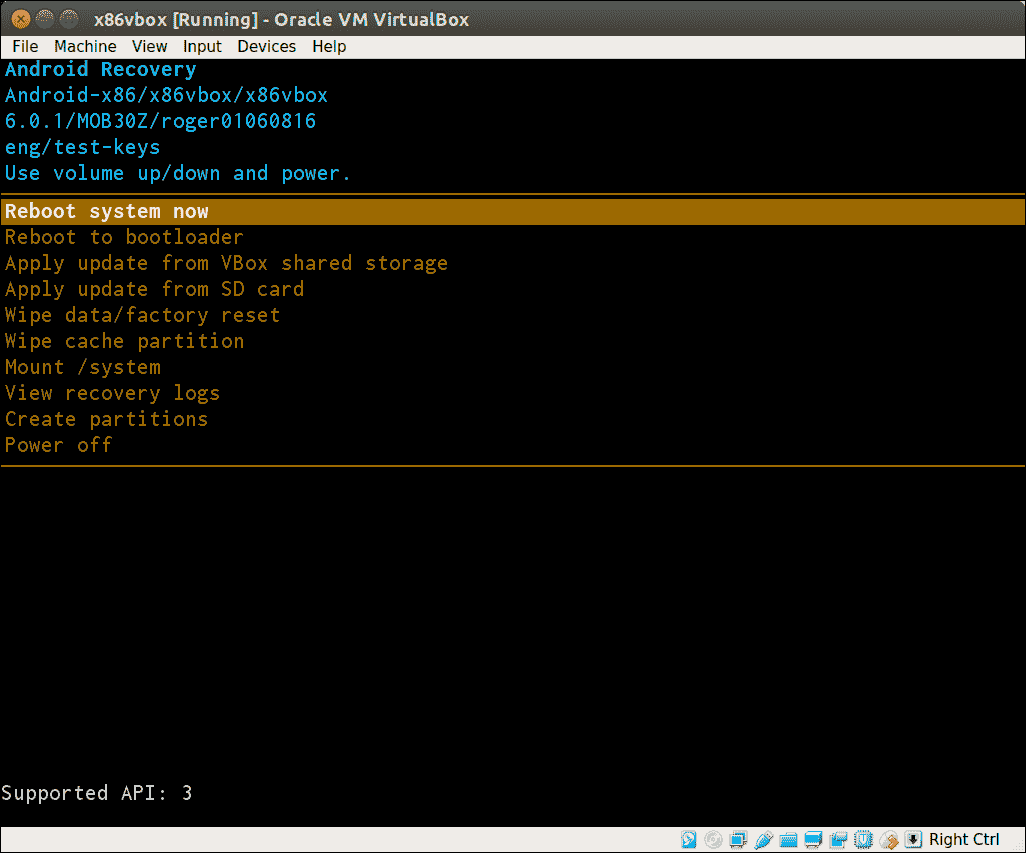 x86vbox [Running] - Oracle VM VirtualBox
File Machine View Input Devices Help
Android Recovery
Android-x86/x86vbox/x86vbox
6.0.1/MOB30Z/roger01060816
eng/test-keys
Use volume up/down and power.
Reboot system now
Reboot to bootloader
Apply update from VBox shared storage
Apply update from SD card
Wipe data/factory reset
Wipe cache partition
Mount /system
View recovery logs
Create partitions
Power off
Supported API: 3
Right Ctrl